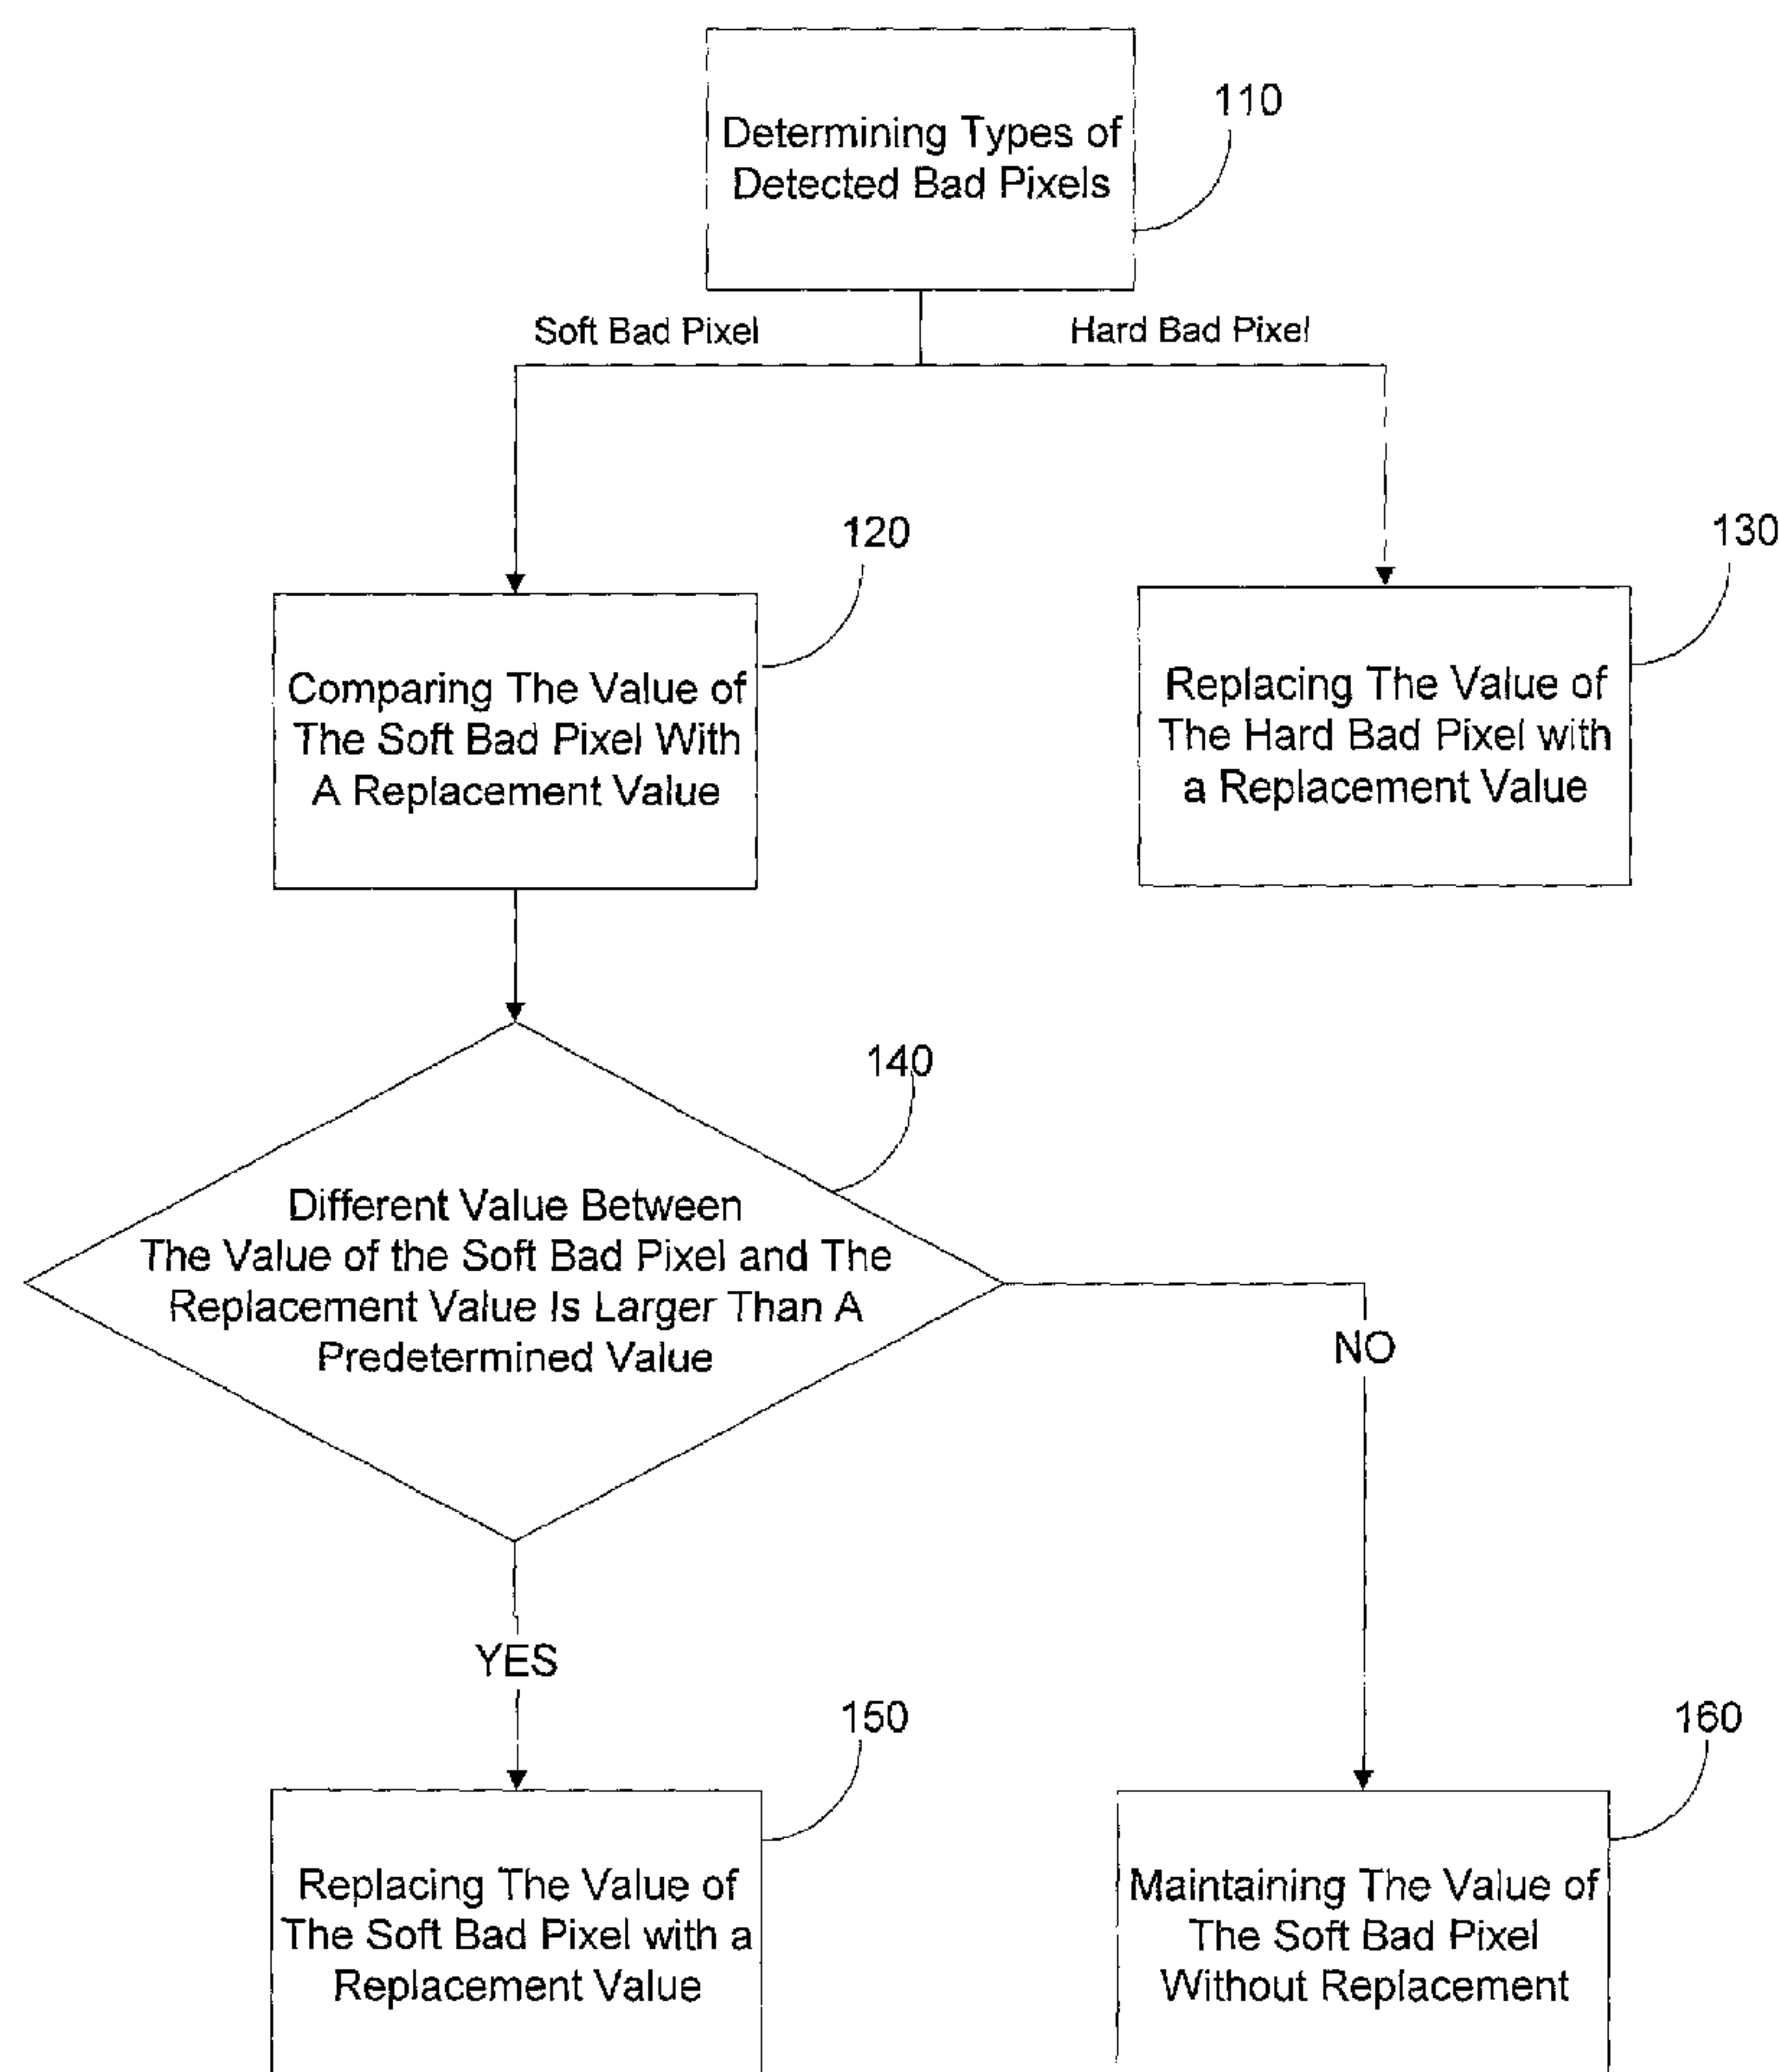 110
Determining Types of
Detected Bad Pixels
Soft Bad Pixel
Hard Bad Pixel
120
130
Comparing The Value of
The Soft Bad Pixel With
A Replacement Value
Replacing The Value of
The Hard Bad Pixel with
a Replacement Value
140
Different Value Between
The Value of the Soft Bad Pixel and The
Replacement Value Is Larger Than A
Predetermined Value
NO
YES
150
160
Replacing The Value of
The Soft Bad Pixel with a
Replacement Value
Maintaining The Value of
The Soft Bad Pixel
Without Replacement